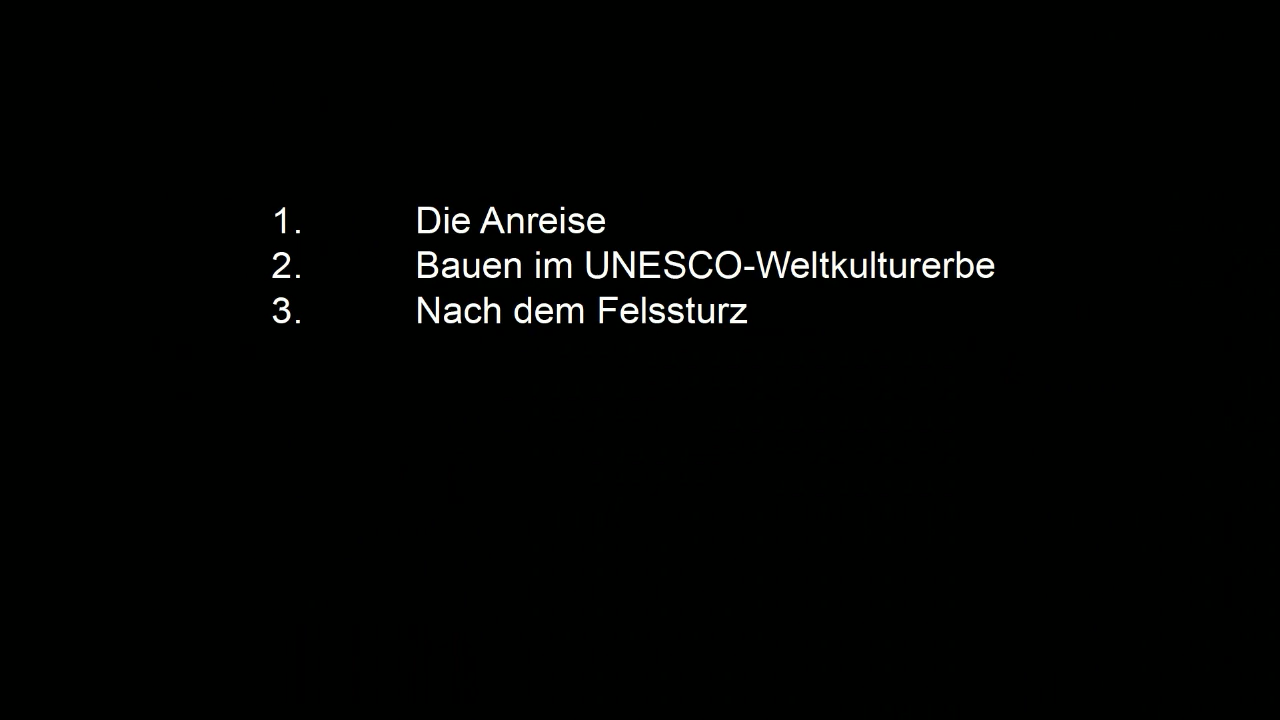 1. Die Anreise
2. Bauen im UNESCO-Weltkulturerbe
3. Nach dem Felssturz